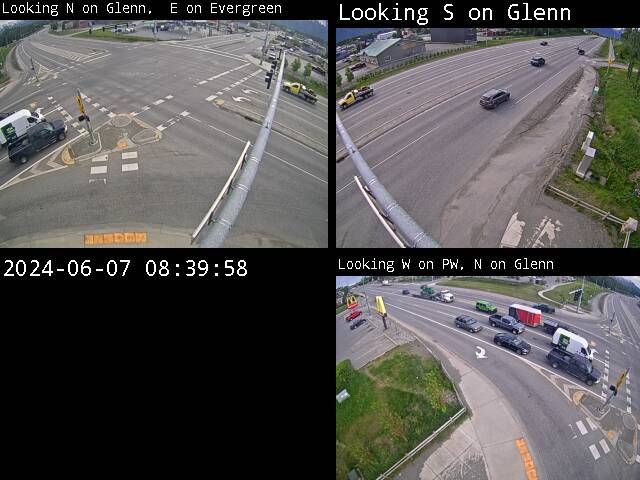 Looking N on Glenn,  E on Evergreen
Looking S on Glenn
2024-06-07 08:39:58
Looking W on PW, N on Glenn